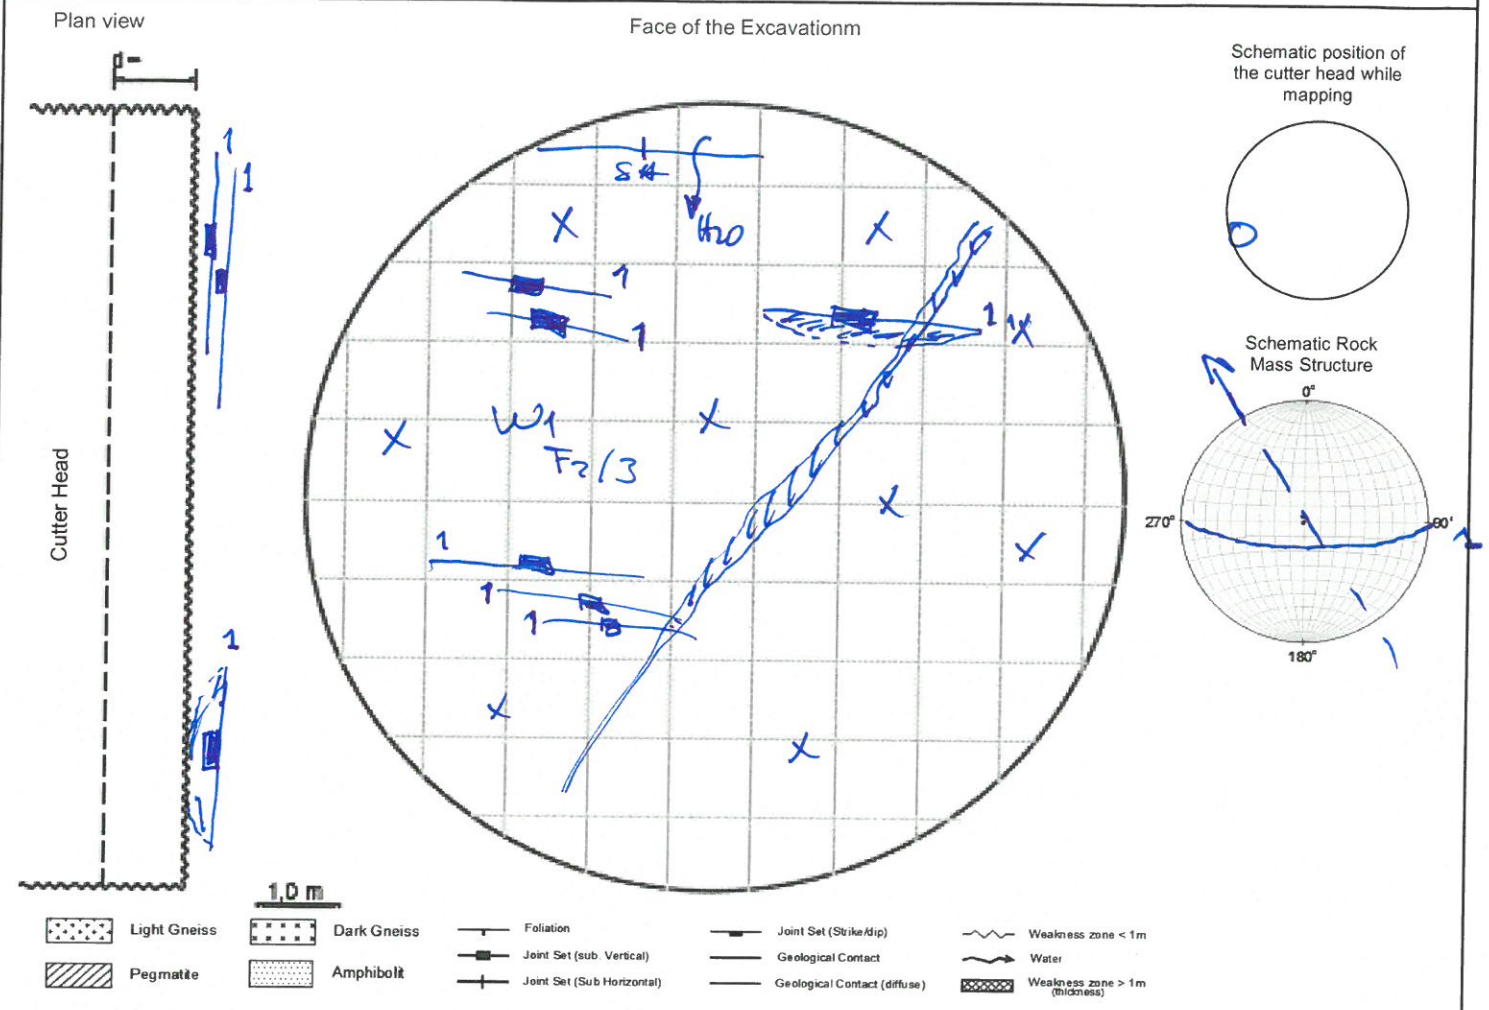 Plan view
Face of the Excavationm
Schematic position of
the cutter head while
mapping
d
1
1
H20
X
X
1
1
1
X
Schematic Rock
Mass Structure
0°
W1
F2/3
X
X
X
X
270°
90°
1
1
1
1
Cutter Head
180°
X
X
1,0 m
Light Gneiss
Dark Gneiss
Pegmatite
Amphibolit
Foliation
Joint Set (sub. Vertical)
Joint Set (Sub Horizontal)
Joint Set (Strike/dip)
Geological Contact
Geological Contact (diffuse)
Weakness zone < 1m
Water
Weakness zone > 1m
(thickness)